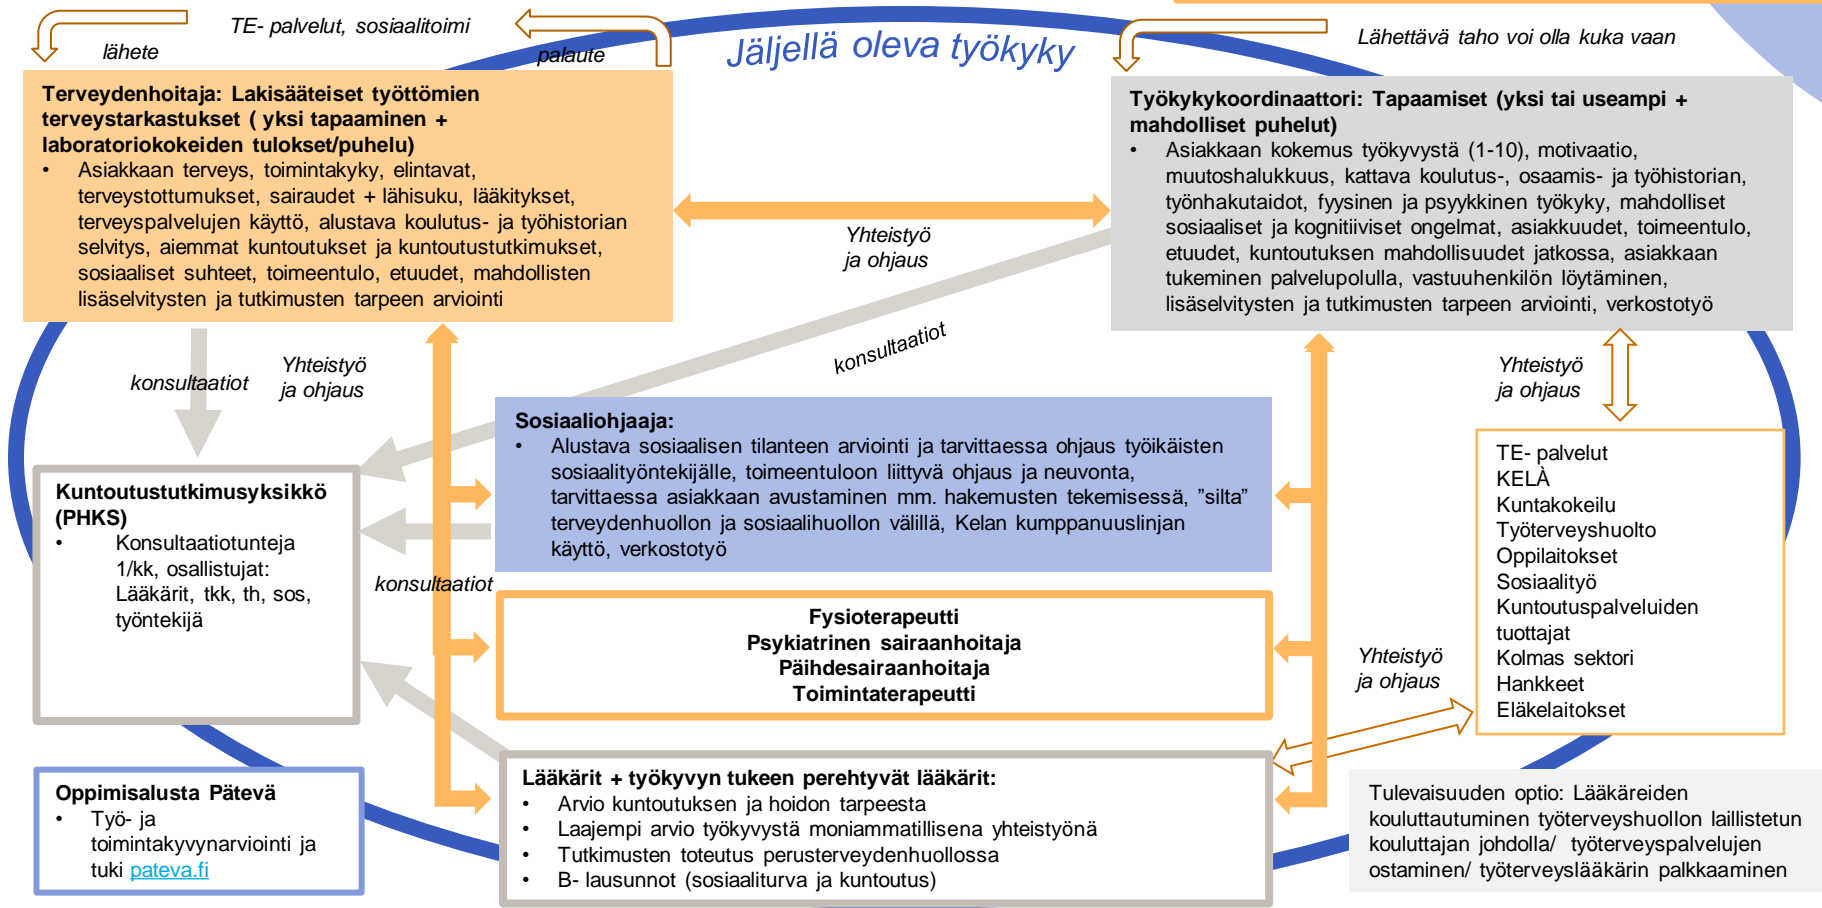 TE- palvelut, sosiaalitoimi
lähete
palaute
Jäljellä oleva työkyky
Lähettävä taho voi olla kuka vaan
Terveydenhoitaja: Lakisääteiset työttömien
terveystarkastukset ( yksi tapaaminen +
laboratoriokokeiden tulokset/puhelu)
• Asiakkaan terveys, toimintakyky, elintavat,
terveystottumukset, sairaudet + lähisuku, lääkitykset,
terveyspalvelujen käyttö, alustava koulutus- ja työhistorian
selvitys, aiemmat kuntoutukset ja kuntoutustutkimukset,
sosiaaliset suhteet, toimeentulo, etuudet, mahdollisten
lisäselvitysten ja tutkimusten tarpeen arviointi
Yhteistyö
ja ohjaus
Työkykykoordinaattori: Tapaamiset (yksi tai useampi +
mahdolliset puhelut)
• Asiakkaan kokemus työkyvystä (1-10), motivaatio,
muutoshalukkuus, kattava koulutus-, osaamis- ja työhistorian,
työnhakutaidot, fyysinen ja psyykkinen työkyky, mahdolliset
sosiaaliset ja kognitiiviset ongelmat, asiakkuudet, toimeentulo,
etuudet, kuntoutuksen mahdollisuudet jatkossa, asiakkaan
tukeminen palvelupolulla, vastuuhenkilön löytäminen,
lisäselvitysten ja tutkimusten tarpeen arviointi, verkostotyö
konsultaatiot
Yhteistyö
ja ohjaus
konsultaatiot
Yhteistyö
ja ohjaus
Sosiaaliohjaaja:
• Alustava sosiaalisen tilanteen arviointi ja tarvittaessa ohjaus työikäisten
sosiaalityöntekijälle, toimeentuloon liittyvä ohjaus ja neuvonta,
tarvittaessa asiakkaan avustaminen mm. hakemusten tekemisessä, ”silta”
terveydenhuollon ja sosiaalihuollon välillä, Kelan kumppanuuslinjan
käyttö, verkostotyö
Kuntoutustutkimusyksikkö
(PHKS)
• Konsultaatiotunteja
1/kk, osallistujat:
Lääkärit, tkk, th, sos,
työntekijä
konsultaatiot
Fysioterapeutti
Psykiatrinen sairaanhoitaja
Päihdesairaanhoitaja
Toimintaterapeutti
TE- palvelut
KELÀ
Kuntakokeilu
Työterveyshuolto
Oppilaitokset
Sosiaalityö
Kuntoutuspalveluiden
tuottajat
Kolmas sektori
Hankkeet
Eläkelaitokset
Yhteistyö
ja ohjaus
Oppimisalusta Pätevä
• Työ- ja
toimintakyvynarviointi ja
tuki pateva.fi
Lääkärit + työkyvyn tukeen perehtyvät lääkärit:
• Arvio kuntoutuksen ja hoidon tarpeesta
• Laajempi arvio työkyvystä moniammatillisena yhteistyönä
• Tutkimusten toteutus perusterveydenhuollossa
• B- lausunnot (sosiaaliturva ja kuntoutus)
Tulevaisuuden optio: Lääkäreiden
kouluttautuminen työterveyshuollon laillistetun
kouluttajan johdolla/ työterveyspalvelujen
ostaminen/ työterveyslääkärin palkkaaminen